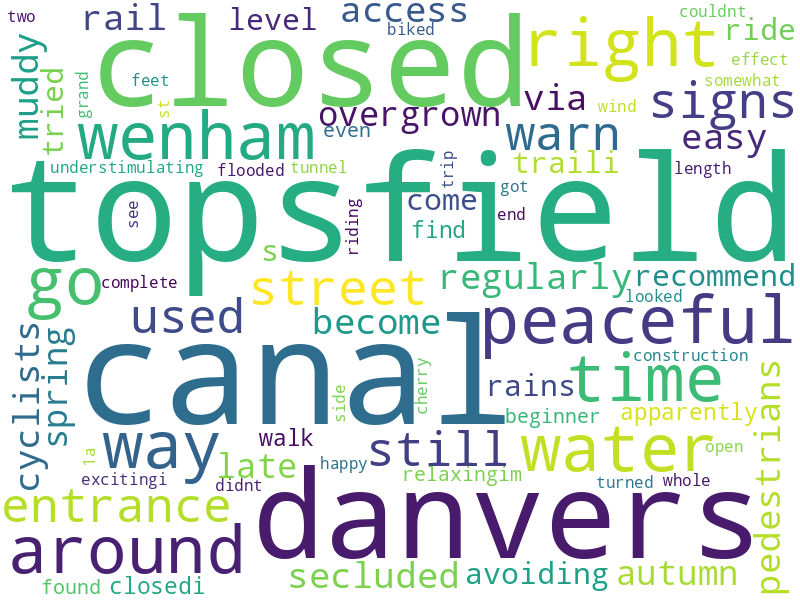 two
rail
level
access
couldnt
biked
ride
closed
right
muddy
tried
grand
feet
st
effect
somewhat
signs
via
wind
overgrown
wenham
even
warn
easy
understimulating
flooded
tunnel
traili
trip
length
topsfield
see
riding
come
got
end
find
go
complete
street
regularly
recommend
looked
used
become
peaceful
cyclists
spring
canal
side
cherry
rains
time
construction
beginner
apparently
pedestrians
way
walk
still
water
open
1a
late
happy
excitingi
didnt
relaxingim
turned
whole
entrance
danvers
around
found
closedi
secluded
avoiding
autumn